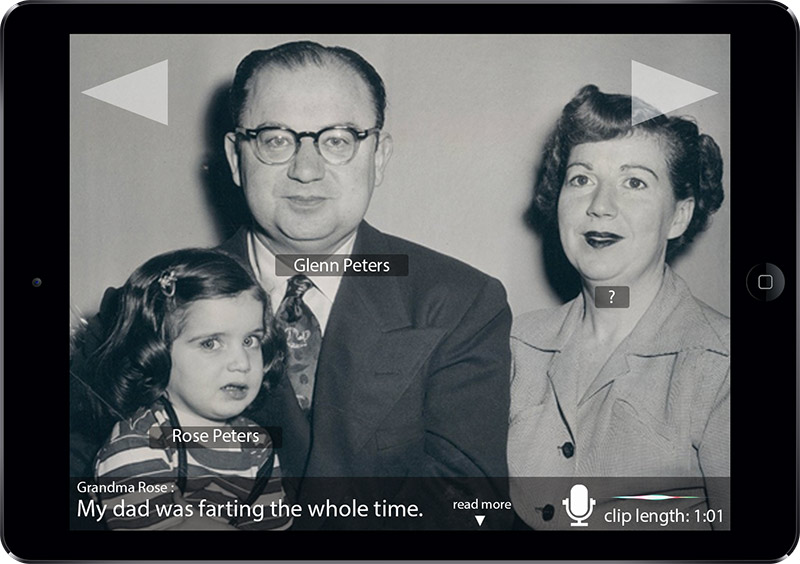 Glenn Peters
?
Rose Peters
Grandma Rose :
My dad was farting the whole time.
read more
clip length: 1:01